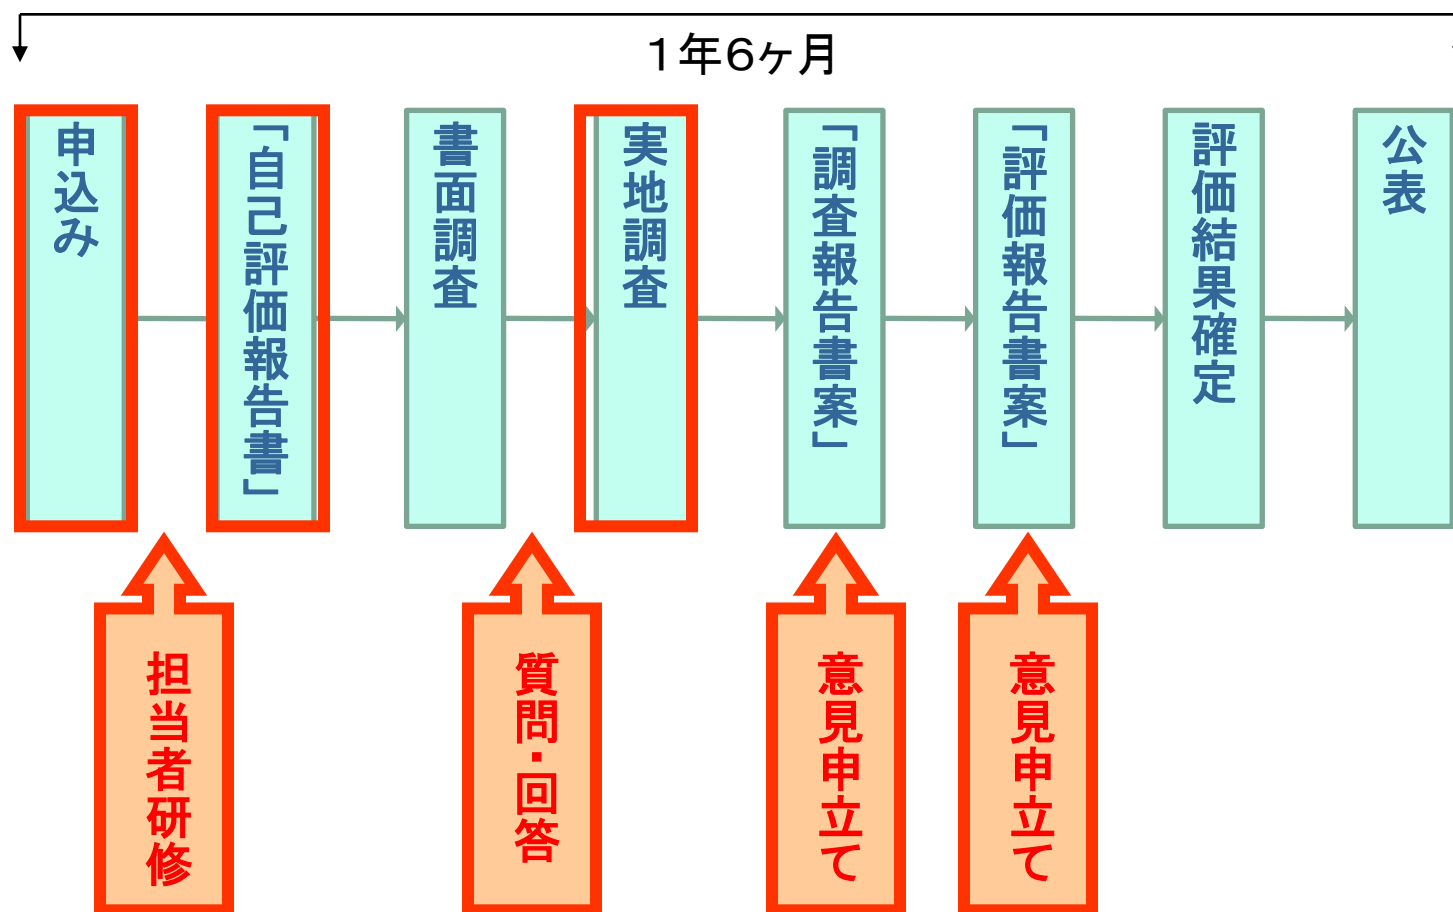 1年6ヶ月
申込み
「自己評価報告書」
書面調査
実地調査
「調査報告書案」
「評価報告書案」
評価結果確定
公表
担当者研修
質問・回答
意見申立て
意見申立て